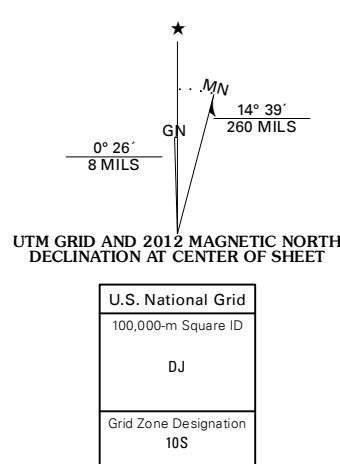 ★
MN
GN
14° 39´
260 MILS
0° 26´
8 MILS
UTM GRID AND 2012 MAGNETIC NORTH
DECLINATION AT CENTER OF SHEET
U.S. National Grid
100,000-m Square ID
DJ
Grid Zone Designation
10S